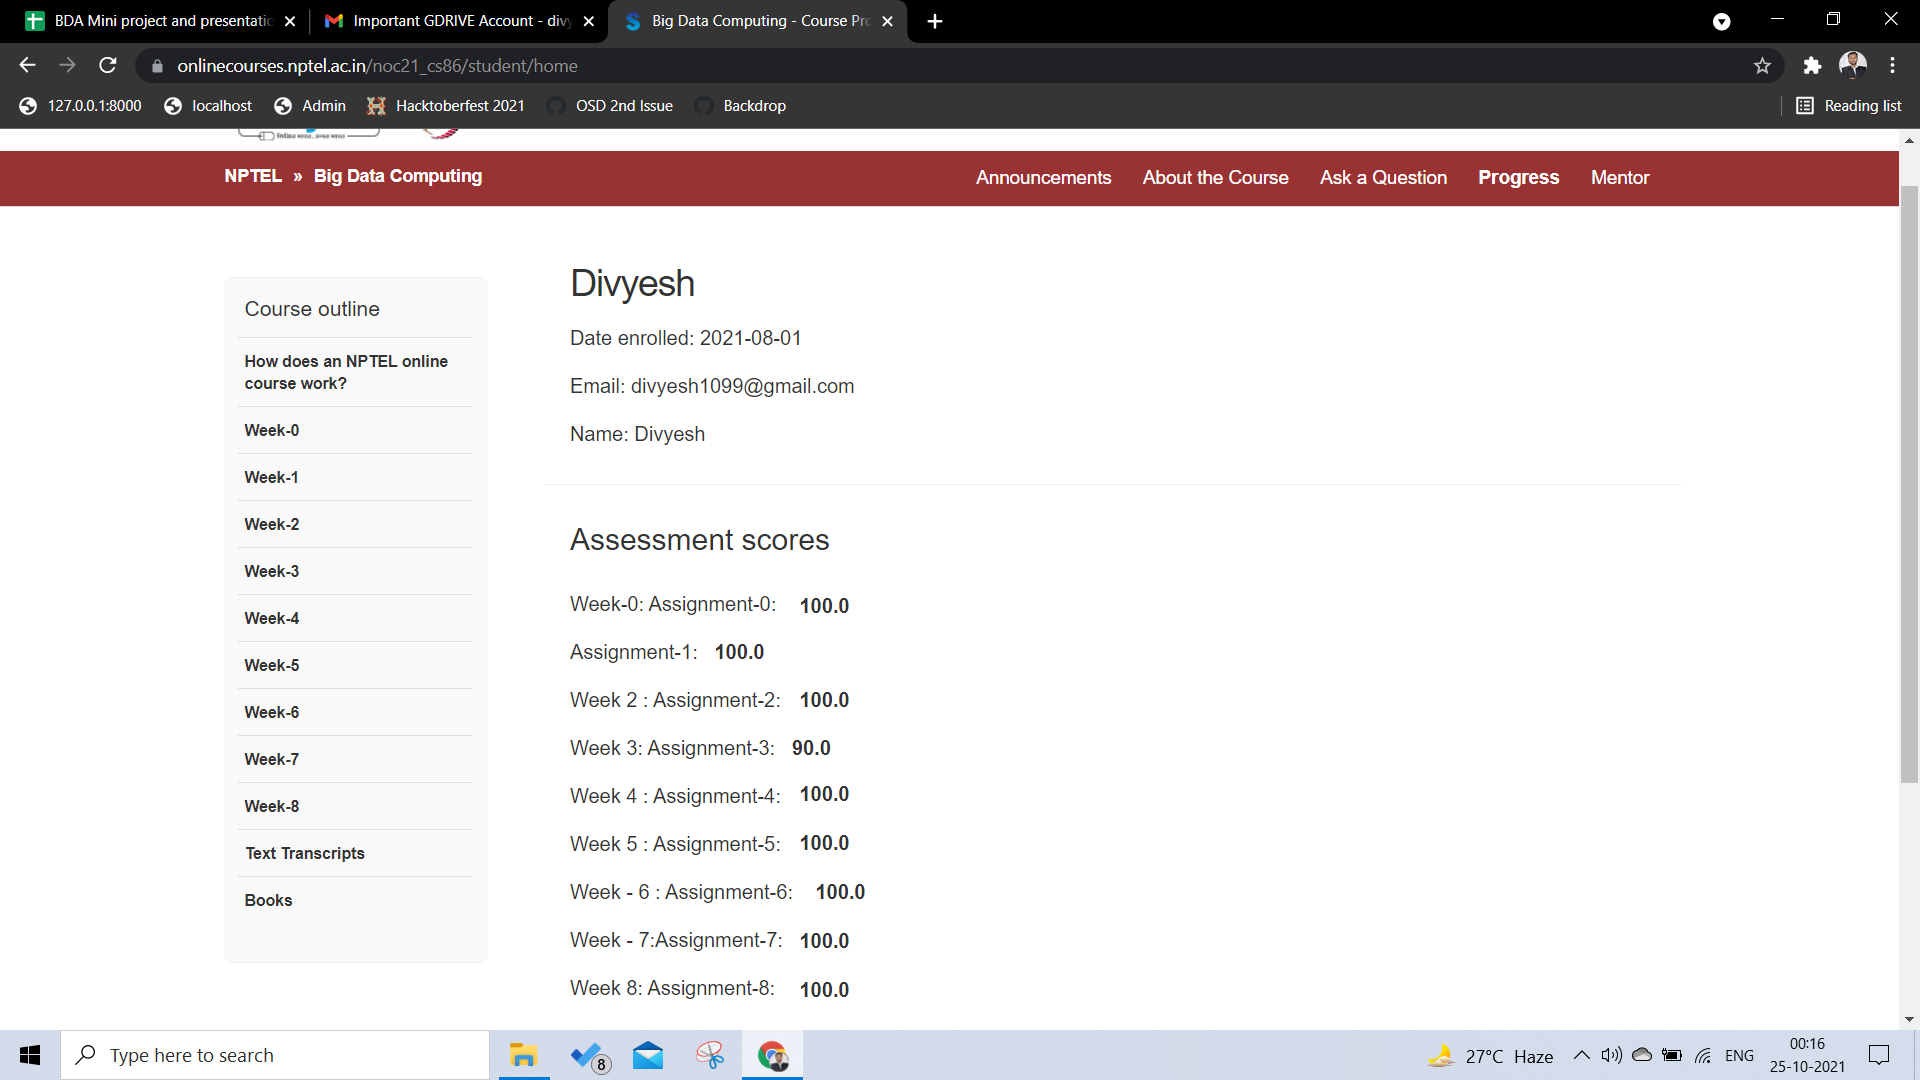 BDA Mini project and presentatio
Important GDRIVE Account - divy
Big Data Computing - Course Pro
onlinecourses.nptel.ac.in/noc21_cs86/student/home
127.0.0.1:8000
localhost
Admin
Hacktoberfest 2021
OSD 2nd Issue
Backdrop
Reading list
NPTEL » Big Data Computing
Announcements
About the Course
Ask a Question
Progress
Mentor
Course outline
How does an NPTEL online
course work?
Week-0
Week-1
Week-2
Week-3
Week-4
Week-5
Week-6
Week-7
Week-8
Text Transcripts
Books
Divyesh
Date enrolled: 2021-08-01
Email: divyesh1099@gmail.com
Name: Divyesh
Assessment scores
Week-0: Assignment-0: 100.0
Assignment-1: 100.0
Week 2 : Assignment-2: 100.0
Week 3: Assignment-3: 90.0
Week 4 : Assignment-4: 100.0
Week 5 : Assignment-5: 100.0
Week - 6 : Assignment-6: 100.0
Week - 7:Assignment-7: 100.0
Week 8: Assignment-8: 100.0
Type here to search
8
27°C Haze
ENG
00:16
25-10-2021